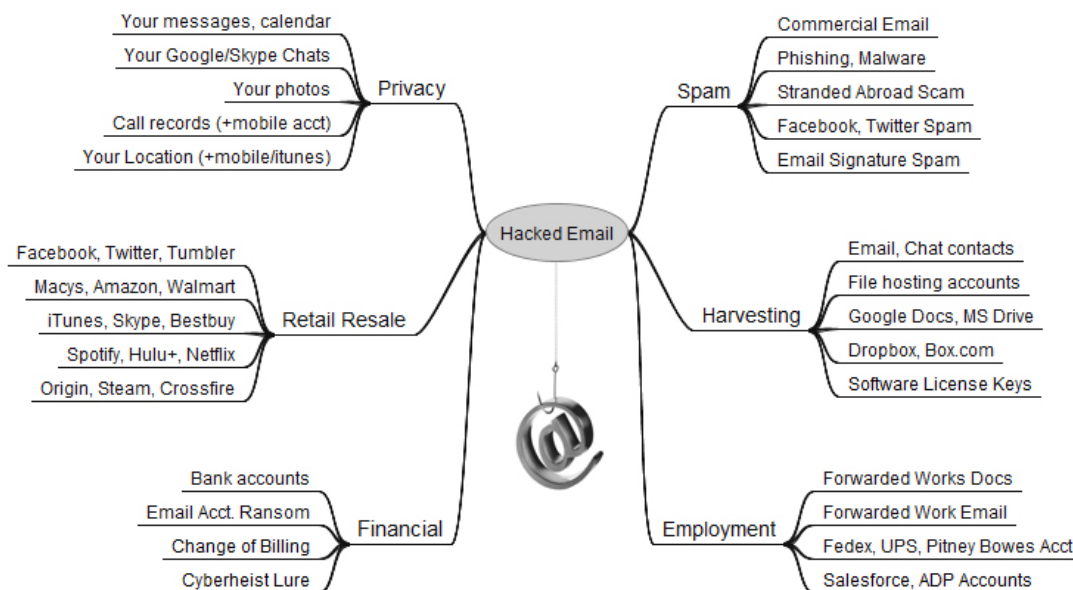 Hacked Email
Privacy
Your messages, calendar
Your Google/Skype Chats
Your photos
Call records (+mobile acct)
Your Location (+mobile/itunes)
Retail Resale
Facebook, Twitter, Tumbler
Macys, Amazon, Walmart
iTunes, Skype, Bestbuy
Spotify, Hulu+, Netflix
Origin, Steam, Crossfire
Financial
Bank accounts
Email Acct. Ransom
Change of Billing
Cyberheist Lure
Spam
Commercial Email
Phishing, Malware
Stranded Abroad Scam
Facebook, Twitter Spam
Email Signature Spam
Harvesting
Email, Chat contacts
File hosting accounts
Google Docs, MS Drive
Dropbox, Box.com
Software License Keys
Employment
Forwarded Works Docs
Forwarded Work Email
Fedex, UPS, Pitney Bowes Acct
Salesforce, ADP Accounts
@